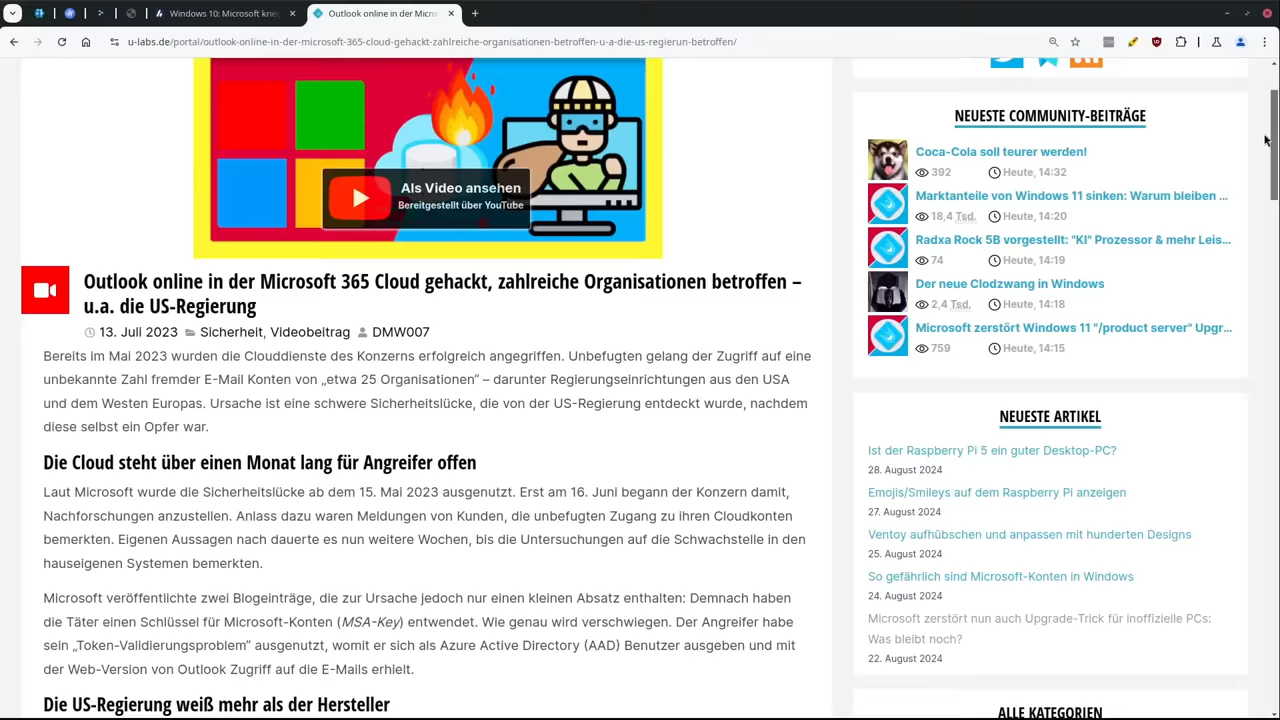 Windows 10: Microsoft krie
Outlook online in der Micro
u-labs.de/portal/outlook-online-in-der-microsoft-365-cloud-gehackt-zahlreiche-organisationen-betroffen-u-a-die-us-regierun-betroffen/
Als Video ansehen
Bereitgestellt über YouTube
Outlook online in der Microsoft 365 Cloud gehackt, zahlreiche Organisationen betroffen –
u.a. die US-Regierung
13. Juli 2023 Sicherheit, Videobeitrag DMW007
Bereits im Mai 2023 wurden die Clouddienste des Konzerns erfolgreich angegriffen. Unbefugten gelang der Zugriff auf eine
unbekannte Zahl fremder E-Mail Konten von „etwa 25 Organisationen“ – darunter Regierungseinrichtungen aus den USA
und dem Westen Europas. Ursache ist eine schwere Sicherheitslücke, die von der US-Regierung entdeckt wurde, nachdem
diese selbst ein Opfer war.
Die Cloud steht über einen Monat lang für Angreifer offen
Laut Microsoft wurde die Sicherheitslücke ab dem 15. Mai 2023 ausgenutzt. Erst am 16. Juni begann der Konzern damit,
Nachforschungen anzustellen. Anlass dazu waren Meldungen von Kunden, die unbefugten Zugang zu ihren Cloudkonten
bemerkten. Eigenen Aussagen nach dauerte es nun weitere Wochen, bis die Untersuchungen auf die Schwachstelle in den
hauseigenen Systemen bemerkten.
Microsoft veröffentlichte zwei Blogeinträge, die zur Ursache jedoch nur einen kleinen Absatz enthalten: Demnach haben
die Täter einen Schlüssel für Microsoft-Konten (MSA-Key) entwendet. Wie genau wird verschwiegen. Der Angreifer habe
sein „Token-Validierungsproblem“ ausgenutzt, womit er sich als Azure Active Directory (AAD) Benutzer ausgeben und mit
der Web-Version von Outlook Zugriff auf die E-Mails erhielt.
Die US-Regierung weiß mehr als der Hersteller
NEUESTE COMMUNITY-BEITRÄGE
Coca-Cola soll teurer werden!
392 Heute, 14:32
Marktanteile von Windows 11 sinken: Warum bleiben ...
18,4 Tsd. Heute, 14:20
Radxa Rock 5B vorgestellt: "KI" Prozessor & mehr Leis...
74 Heute, 14:19
Der neue Clodzwang in Windows
2,4 Tsd. Heute, 14:18
Microsoft zerstört Windows 11 "/product server" Upgr...
759 Heute, 14:15
NEUESTE ARTIKEL
Ist der Raspberry Pi 5 ein guter Desktop-PC?
28. August 2024
Emojis/Smileys auf dem Raspberry Pi anzeigen
27. August 2024
Ventoy aufhübschen und anpassen mit hunderten Designs
25. August 2024
So gefährlich sind Microsoft-Konten in Windows
24. August 2024
Microsoft zerstört nun auch Upgrade-Trick für inoffizielle PCs:
Was bleibt noch?
22. August 2024
ALLE KATEGORIEN